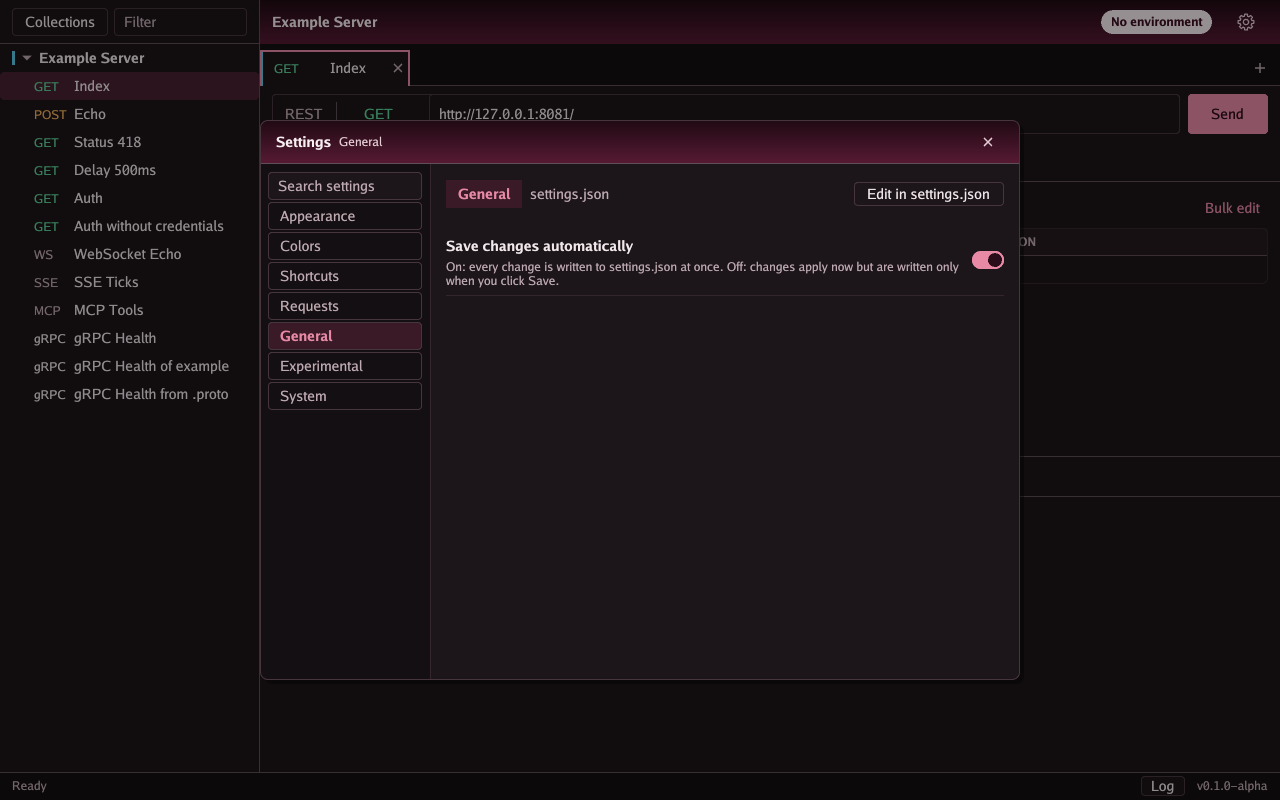 Collections
Filter
Example Server
No environment
Example Server
GET Index
POST Echo
GET Status 418
GET Delay 500ms
GET Auth
GET Auth without credentials
WS WebSocket Echo
SSE SSE Ticks
MCP MCP Tools
gRPC gRPC Health
gRPC gRPC Health of example
gRPC gRPC Health from .proto
GET Index
REST GET http://127.0.0.1:8081/ Send
Bulk edit
ON
Settings General
Search settings
Appearance
Colors
Shortcuts
Requests
General
Experimental
System
General settings.json Edit in settings.json
Save changes automatically
On: every change is written to settings.json at once. Off: changes apply now but are written only
when you click Save.
Ready
Log v0.1.0-alpha